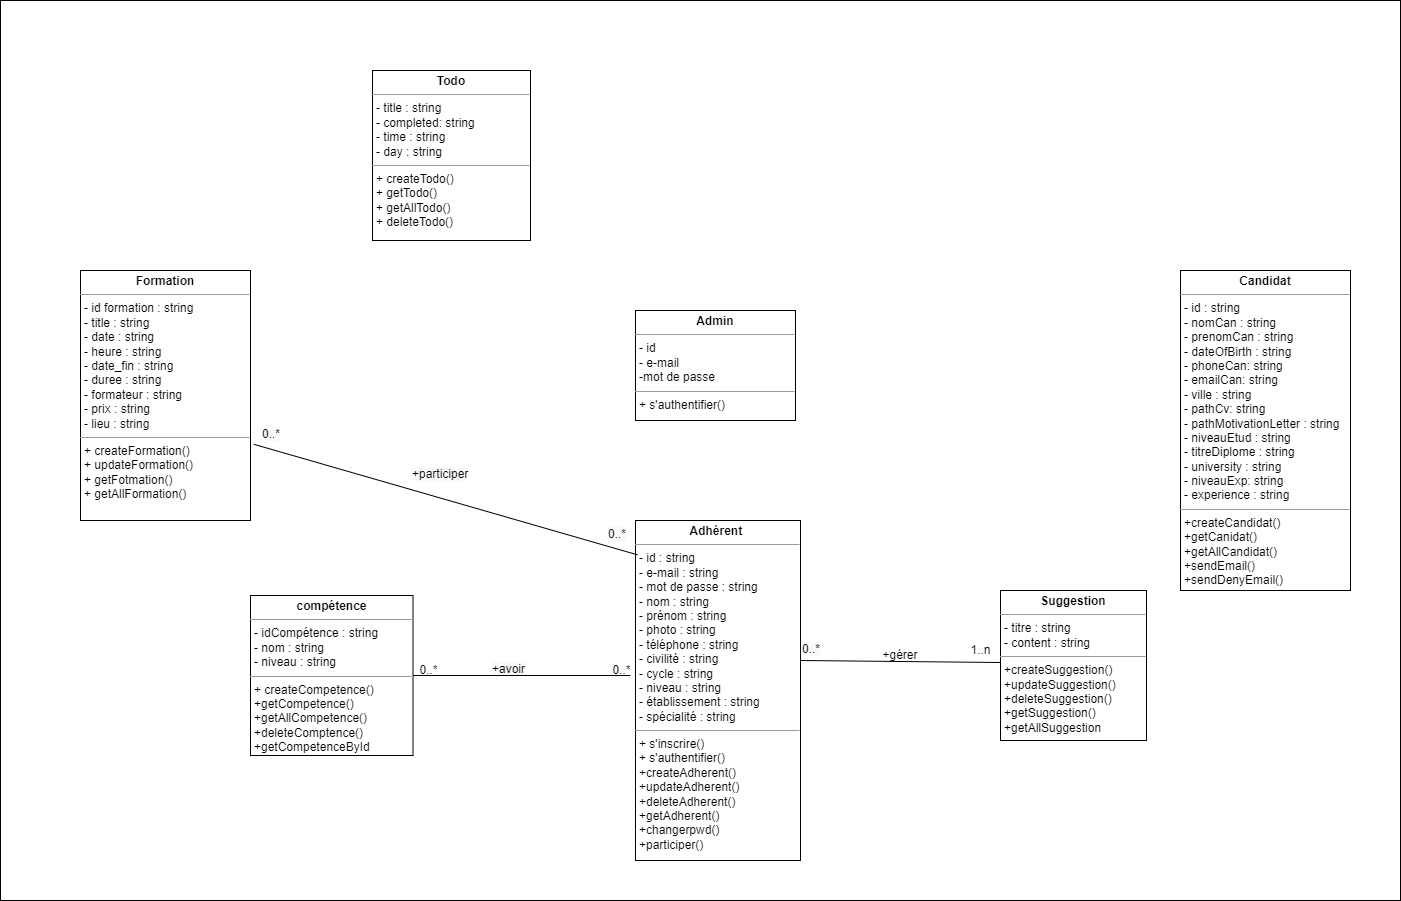 Todo
- title : string
- completed: string
- time : string
- day : string
+ createTodo()
+ getTodo()
+ getAllTodo()
+ deleteTodo()
Formation
- id formation : string
- title : string
- date : string
- heure : string
- date_fin : string
- duree : string
- formateur : string
- prix : string
- lieu : string
+ createFormation()
+ updateFormation()
+ getFotmation()
+ getAllFormation()
Admin
- id
- e-mail
-mot de passe
+ s'authentifier()
Candidat
- id : string
- nomCan : string
- prenomCan : string
- dateOfBirth : string
- phoneCan: string
- emailCan: string
- ville : string
- pathCv: string
- pathMotivationLetter : string
- niveauEtud : string
- titreDiplome : string
- university : string
- niveauExp: string
- experience : string
+createCandidat()
+getCanidat()
+getAllCandidat()
+sendEmail()
+sendDenyEmail()
0..*
+participer
0..*
Adhérent
- id : string
- e-mail : string
- mot de passe : string
- nom : string
- prénom : string
- photo : string
- téléphone : string
- civilité : string
- cycle : string
- niveau : string
- établissement : string
- spécialité : string
+ s'inscrire()
+ s'authentifier()
+createAdherent()
+updateAdherent()
+deleteAdherent()
+getAdherent()
+changerpwd()
+participer()
compétence
- idCompétence : string
- nom : string
- niveau : string
+ createCompetence()
+getCompetence()
+getAllCompetence()
+deleteComptence()
+getCompetenceById
0..*
+avoir
0..*
0..*
+gérer
1..n
Suggestion
- titre : string
- content : string
+createSuggestion()
+updateSuggestion()
+deleteSuggestion()
+getSuggestion()
+getAllSuggestion